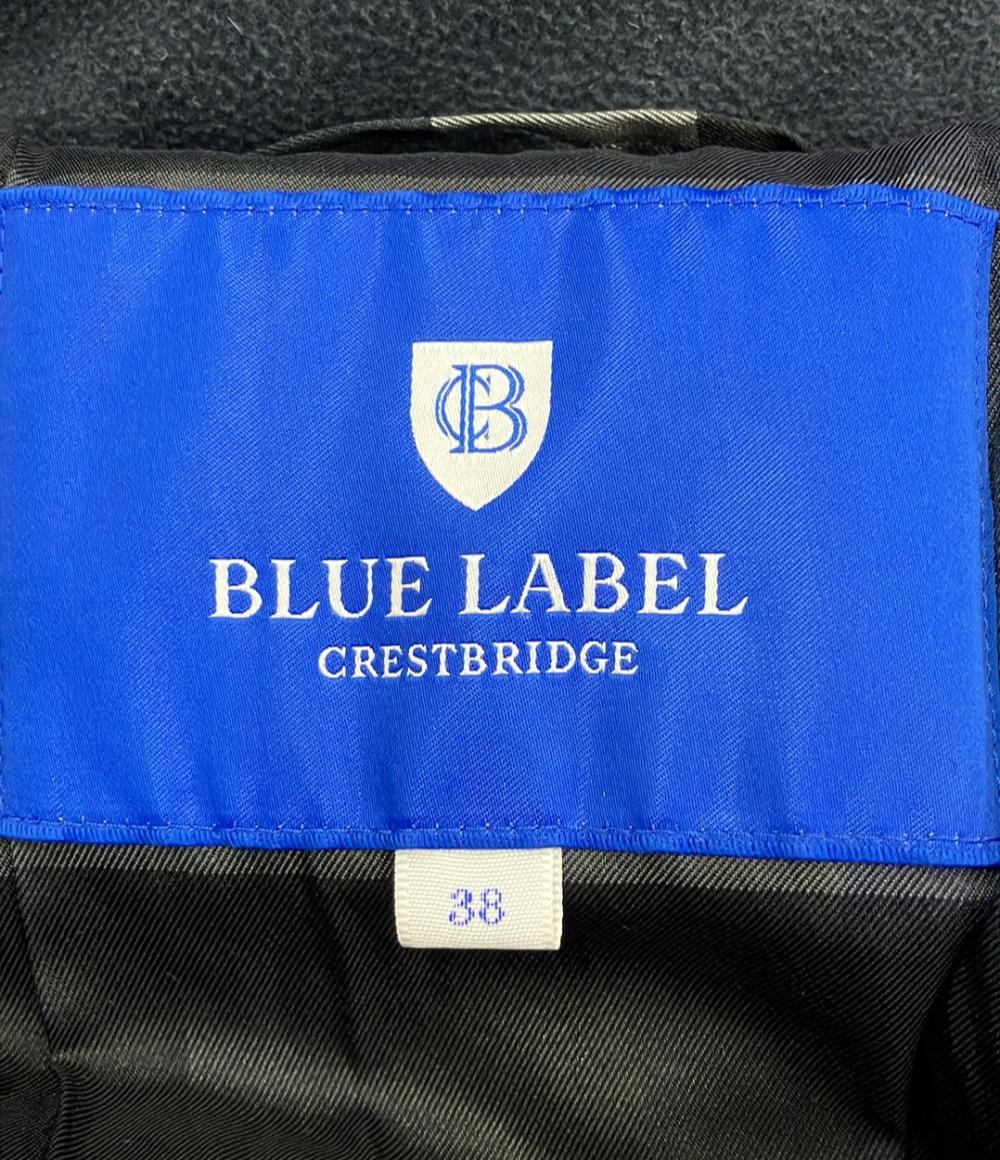 CB
BLUE LABEL
CRESTBRIDGE
38